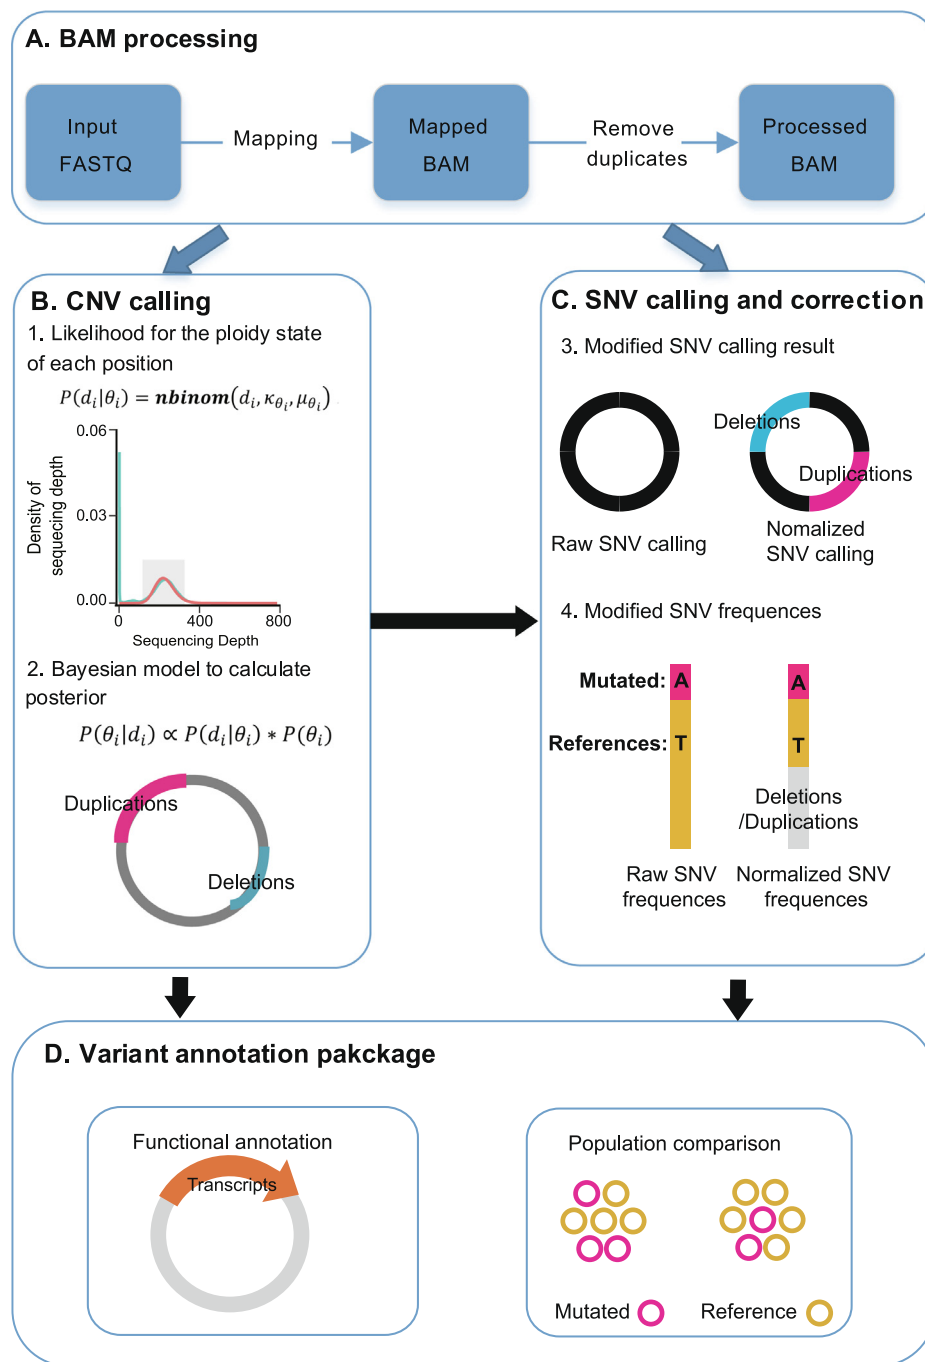 A. BAM processing
Input
FASTQ
Mapping
Mapped
BAM
Remove
duplicates
Processed
BAM
B. CNV calling
1. Likelihood for the ploidy state
of each position
P(d_i|θ_i) = nbinom(d_i, κ_{θ_i}, μ_{θ_i})
Density of
sequecing depth
0.06
0.03
0.00
0
400
800
Sequencing Depth
2. Bayesian model to calculate
posterior
P(θ_i|d_i) ∝ P(d_i|θ_i) * P(θ_i)
Duplications
Deletions
C. SNV calling and correction
3. Modified SNV calling result
Deletions
Duplications
Raw SNV calling
Nomalized
SNV calling
4. Modified SNV frequences
Mutated:
A
A
References:
T
T
Deletions
/Duplications
Raw SNV
frequences
Normalized SNV
frequences
D. Variant annotation pakckage
Functional annotation
Transcripts
Population comparison
Mutated
Reference